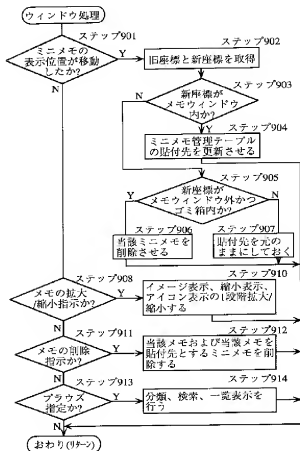 ウィンドウ処理
ステップ901
ミニメモの
表示位置が移動
したか?
Y
N
ステップ902
旧座標と新座標を取得
ステップ903
新座標が
メモウィンドウ
内か?
N
Y
ステップ904
ミニメモ管理テーブル
の貼付先を更新させる
ステップ905
新座標が
メモウィンドウ外かつ
ゴミ箱内か?
Y
N
ステップ906
当該ミニメモを
削除させる
ステップ907
貼付先を元の
ままにしておく
ステップ908
メモの拡大
/縮小指示か?
Y
N
ステップ910
イメージ表示、縮小表示、
アイコン表示の1段階拡大/
縮小する
ステップ911
メモの削除
指示か?
Y
N
ステップ912
当該メモおよび当該メモを
貼付先とするミニメモを削
除する
ステップ913
ブラウズ
指定か?
Y
N
ステップ914
分類、検索、一覧表示を
行う
おわり(リターン)